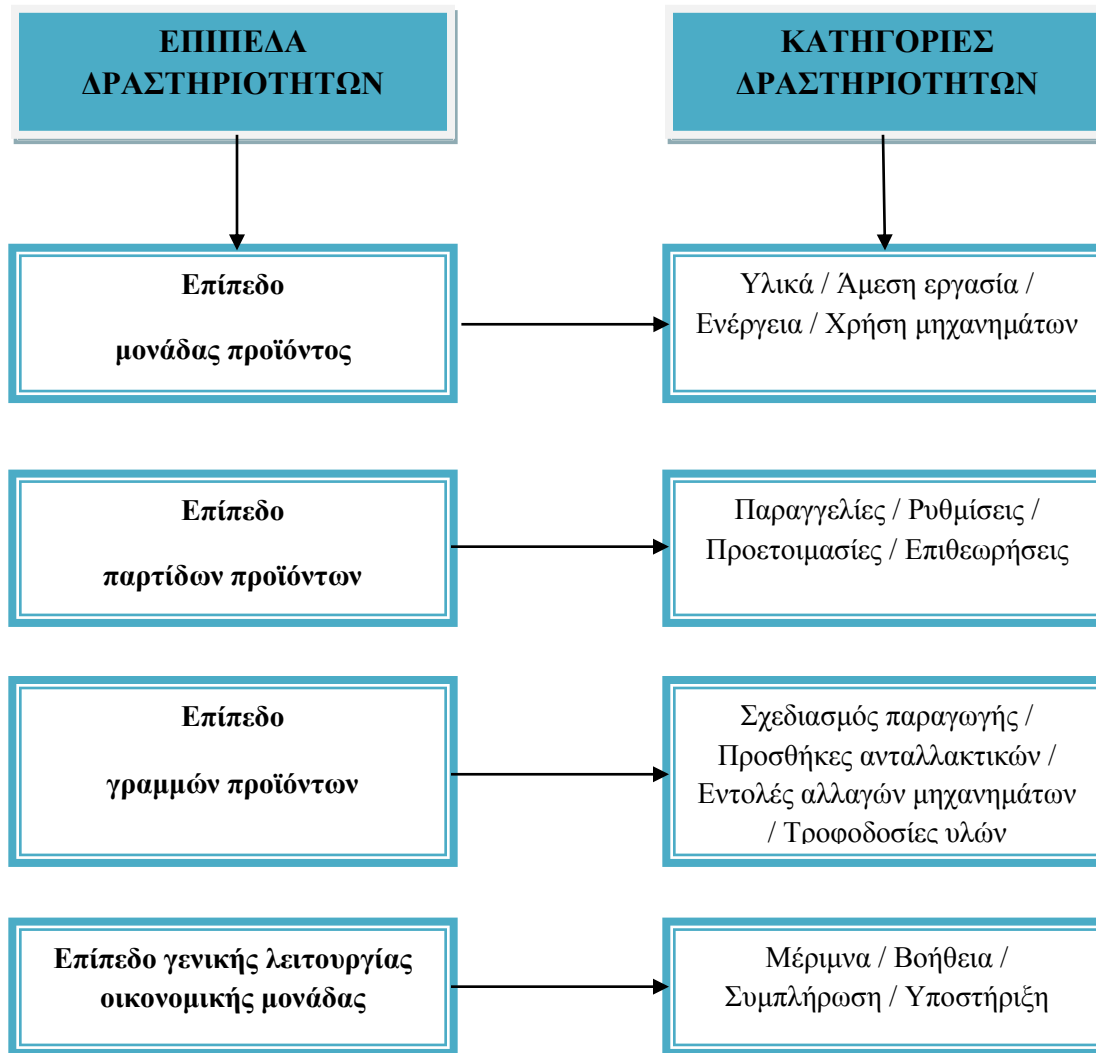 ΕΠΙΠΕΔΑ
ΔΡΑΣΤΗΡΙΟΤΗΤΩΝ
ΚΑΤΗΓΟΡΙΕΣ
ΔΡΑΣΤΗΡΙΟΤΗΤΩΝ
Επίπεδο
μονάδας προϊόντος
Υλικά / Άμεση εργασία /
Ενέργεια / Χρήση μηχανημάτων
Επίπεδο
παρτίδων προϊόντων
Παραγγελίες / Ρυθμίσεις /
Προετοιμασίες / Επιθεωρήσεις
Επίπεδο
γραμμών προϊόντων
Σχεδιασμός παραγωγής /
Προσθήκες ανταλλακτικών /
Εντολές αλλαγών μηχανημάτων
/ Τροφοδοσίες υλών
Επίπεδο γενικής λειτουργίας
οικονομικής μονάδας
Μέριμνα / Βοήθεια /
Συμπλήρωση / Υποστήριξη